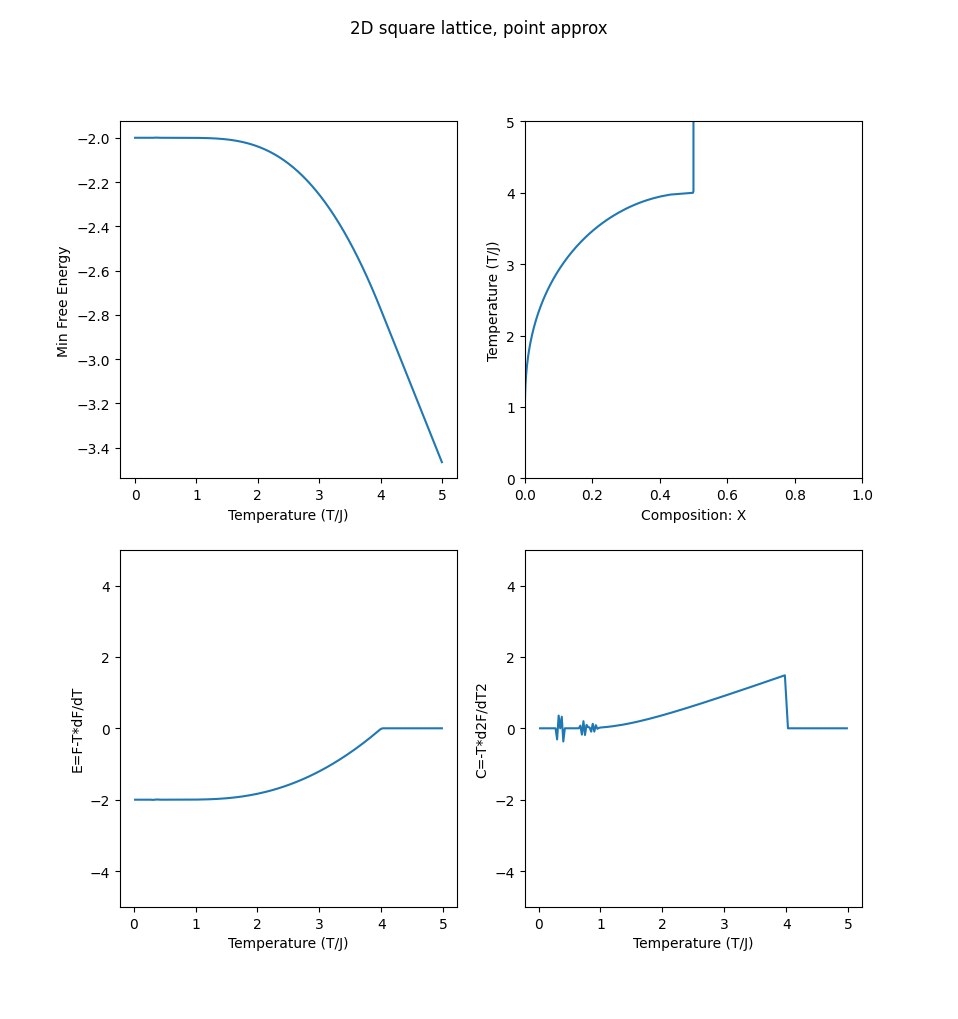 2D square lattice, point approx
−2.0
−2.2
−2.4
−2.6
−2.8
−3.0
−3.2
−3.4
Min Free Energy
0 1 2 3 4 5
Temperature (T/J)
5
4
3
2
1
0
Temperature (T/J)
0.0 0.2 0.4 0.6 0.8 1.0
Composition: X
4
2
0
−2
−4
E=F-T*dF/dT
0 1 2 3 4 5
Temperature (T/J)
4
2
0
−2
−4
C=-T*d2F/dT2
0 1 2 3 4 5
Temperature (T/J)